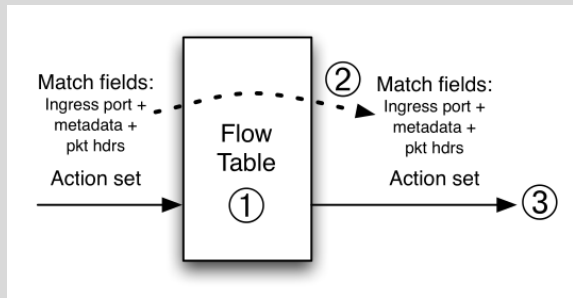 Match fields:
Ingress port +
metadata +
pkt hdrs
Action set
Flow
Table
①
②
Match fields:
Ingress port +
metadata +
pkt hdrs
Action set
③